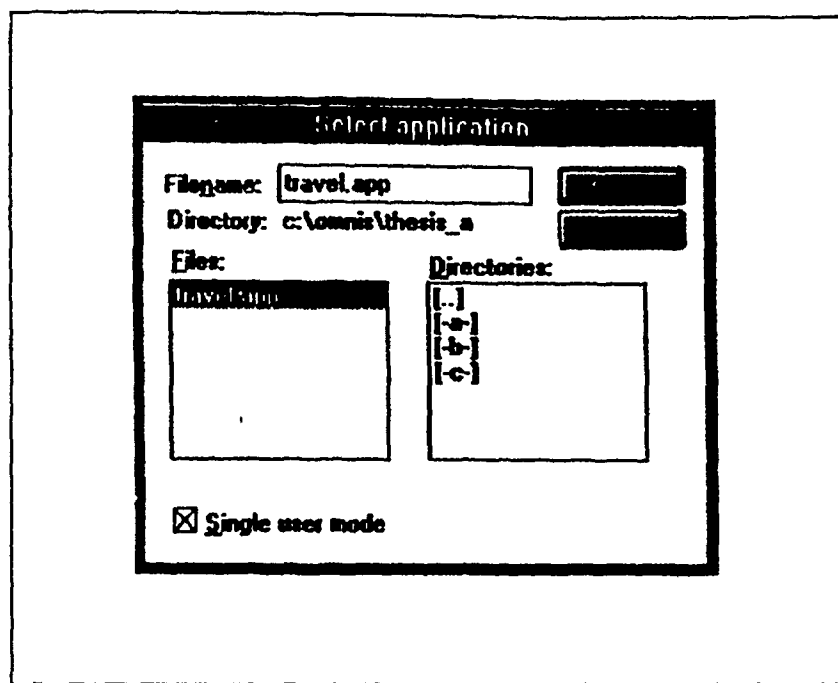 Select application
Filename: travel.app
Directory: c:\omnis\thesis_a
Files:
Directories:
travel.app
[..]
[-a-]
[-b-]
[-c-]
Single user mode